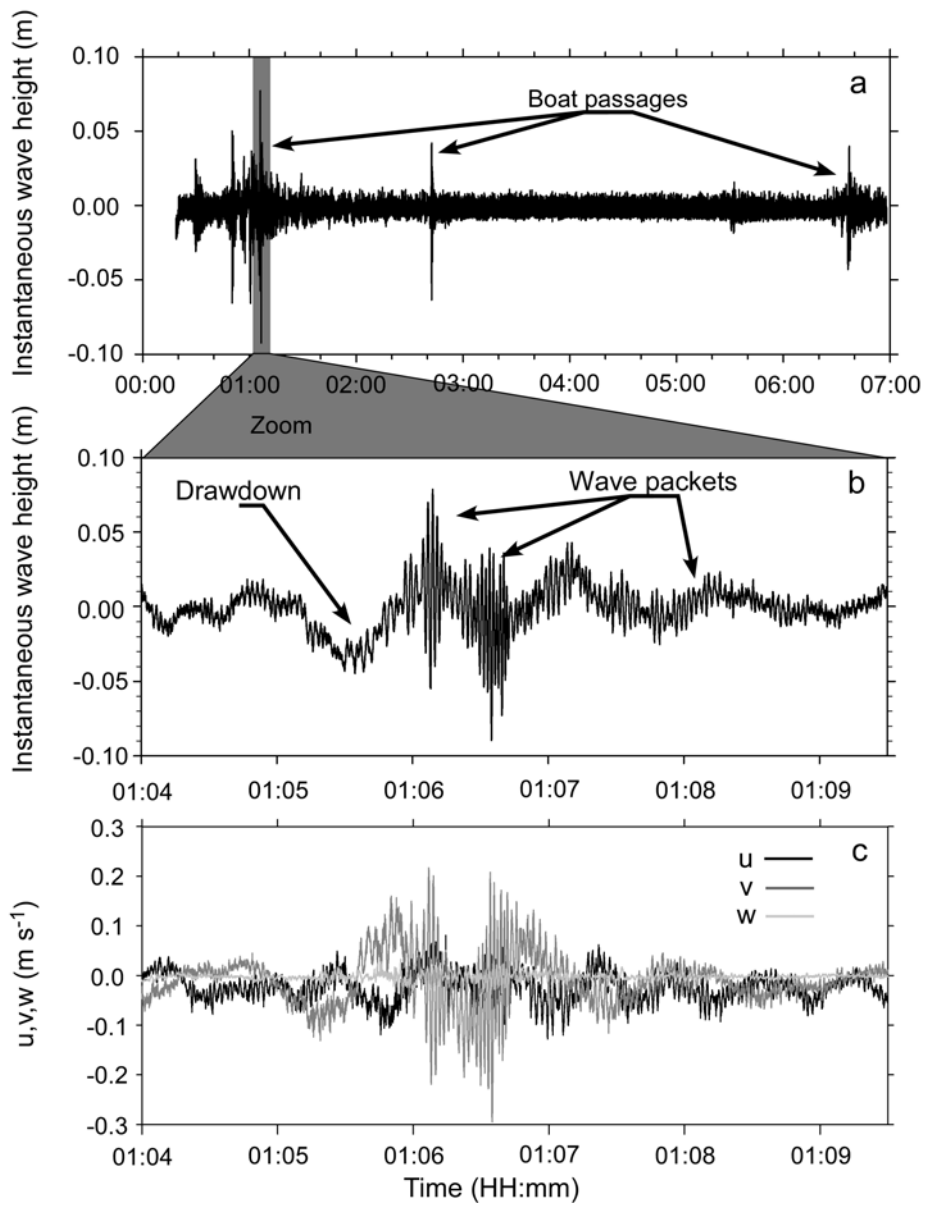 Instantaneous wave height (m)
0.10
0.05
0.00
-0.05
-0.10
a
Boat passages
00:00 01:00 02:00 03:00 04:00 05:00 06:00 07:00
Zoom
Instantaneous wave height (m)
0.10
0.05
0.00
-0.05
-0.10
b
Drawdown
Wave packets
01:04 01:05 01:06 01:07 01:08 01:09
u,v,w (m s⁻¹)
0.3
0.2
0.1
0.0
-0.1
-0.2
-0.3
c
u
v
w
01:04 01:05 01:06 01:07 01:08 01:09
Time (HH:mm)